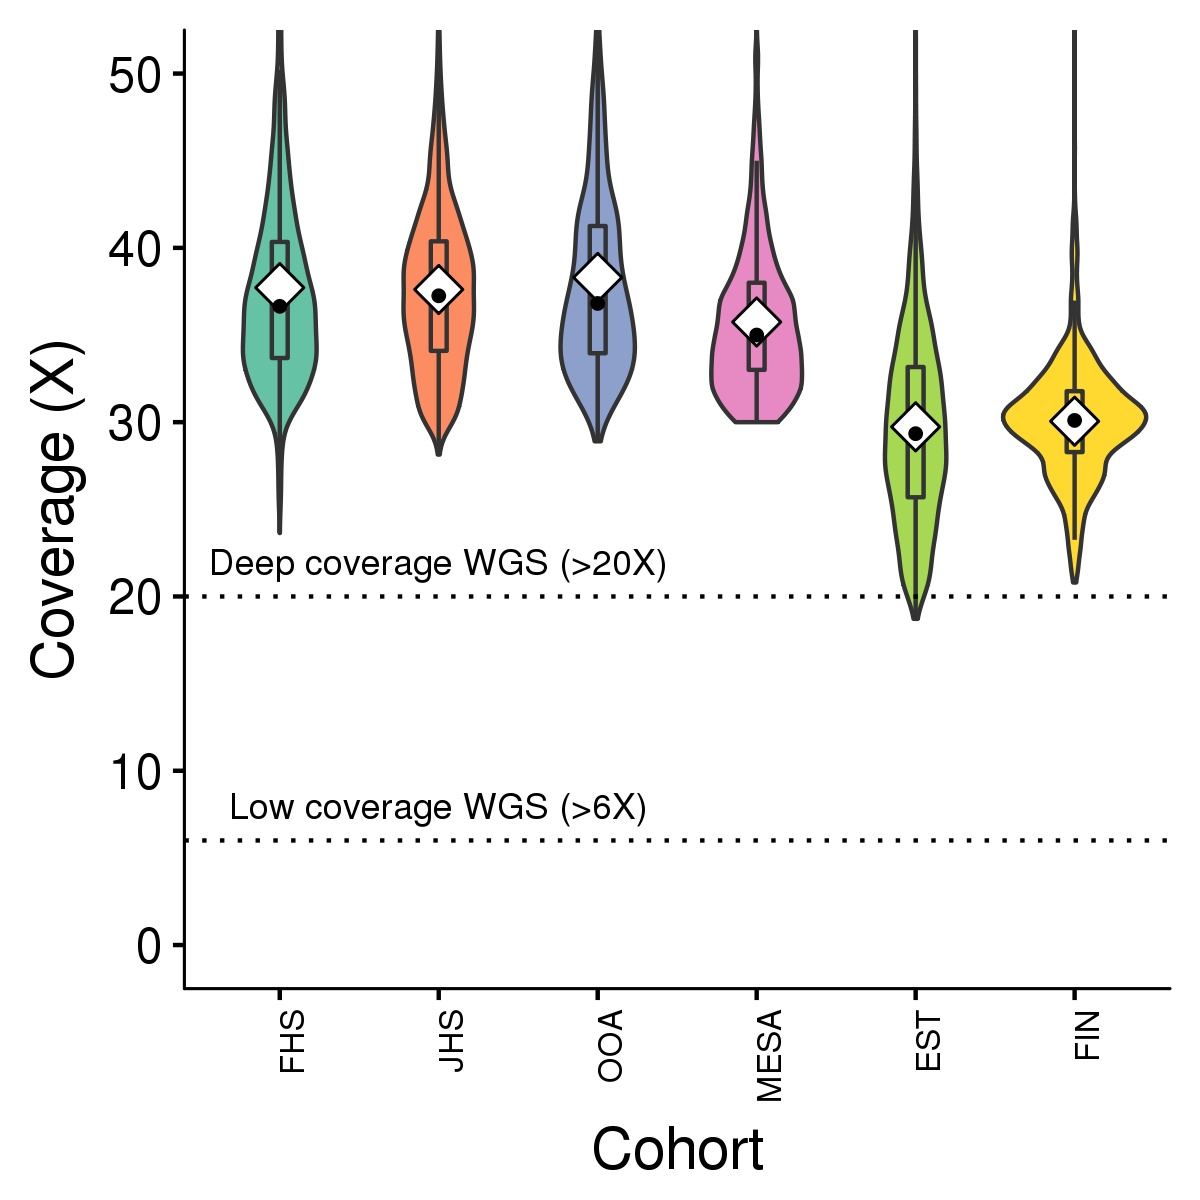 50
40
30
20
10
0
Coverage (X)
Deep coverage WGS (>20X)
Low coverage WGS (>6X)
FHS
JHS
OOA
MESA
EST
FIN
Cohort